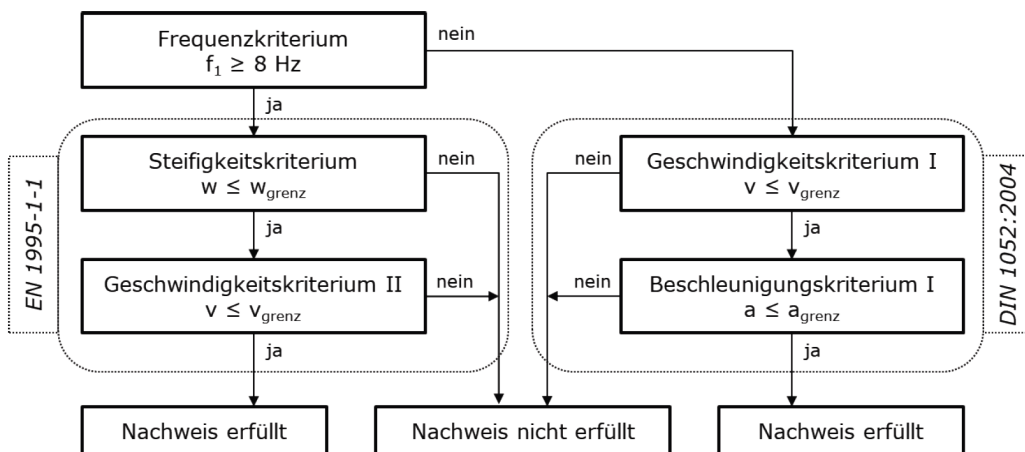 Frequenzkriterium
f₁ ≥ 8 Hz
nein
ja
EN 1995-1-1
Steifigkeitskriterium
w ≤ w_grenz
nein
ja
Geschwindigkeitskriterium II
v ≤ v_grenz
nein
ja
nein
Geschwindigkeitskriterium I
v ≤ v_grenz
ja
nein
Beschleunigungskriterium I
a ≤ a_grenz
ja
DIN 1052:2004
Nachweis erfüllt
Nachweis nicht erfüllt
Nachweis erfüllt